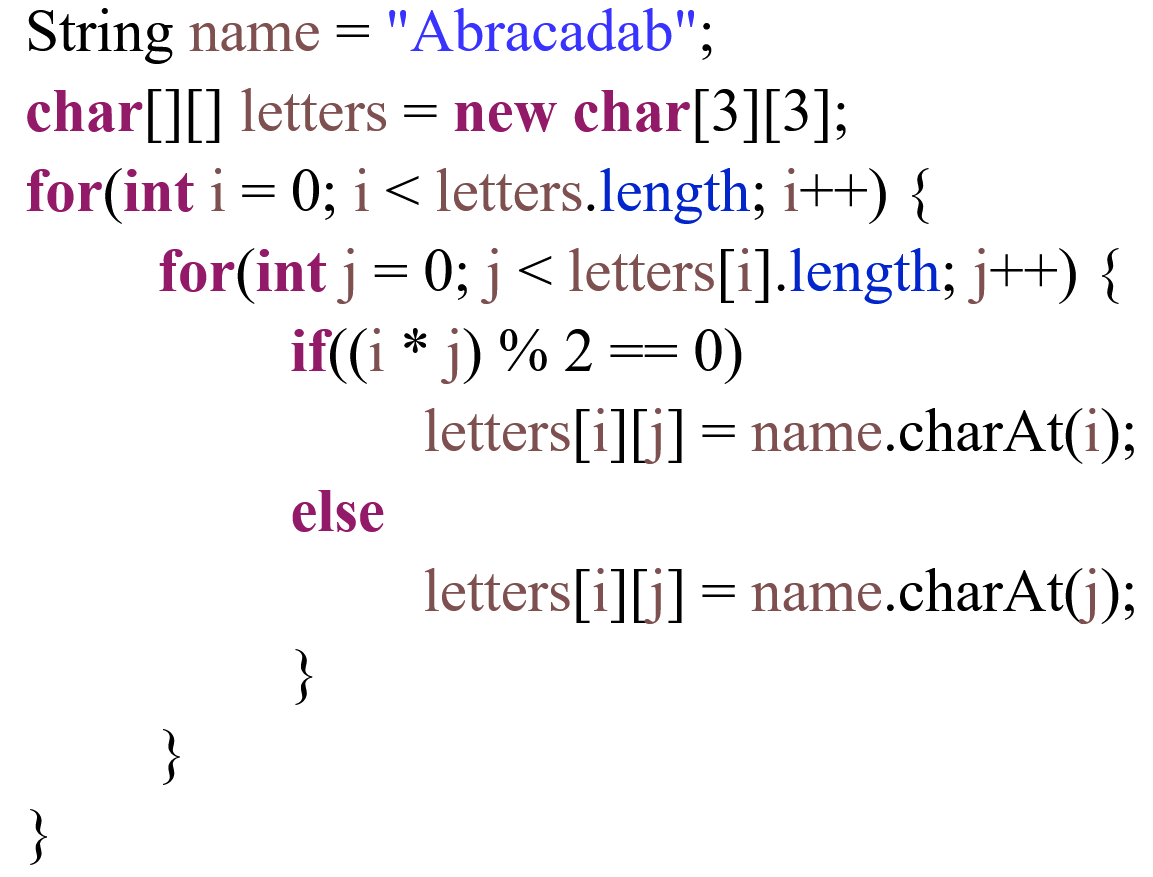 String name = "Abracadab";
char[][] letters = new char[3][3];
for(int i = 0; i < letters.length; i++) {
for(int j = 0; j < letters[i].length; j++) {
if((i * j) % 2 == 0)
letters[i][j] = name.charAt(i);
else
letters[i][j] = name.charAt(j);
}
}
}